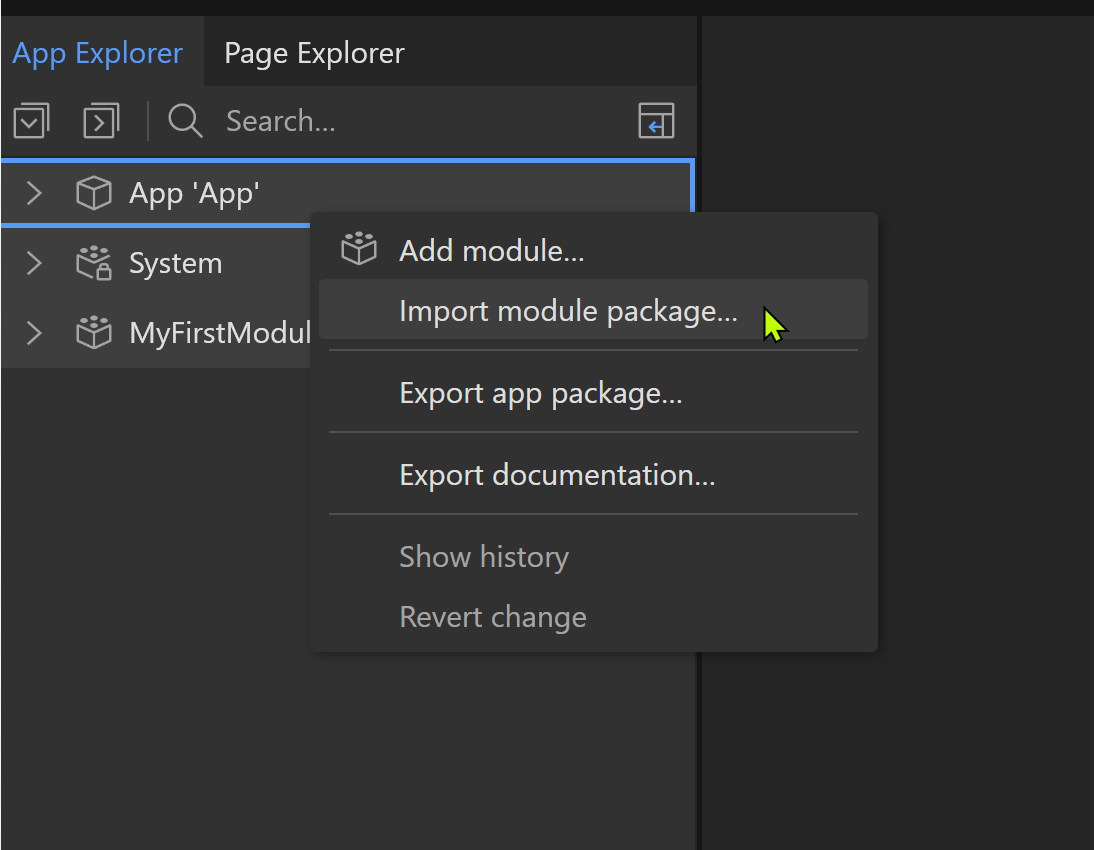 App Explorer Page Explorer
Search...
App 'App'
System
MyFirstModul
Add module...
Import module package...
Export app package...
Export documentation...
Show history
Revert change